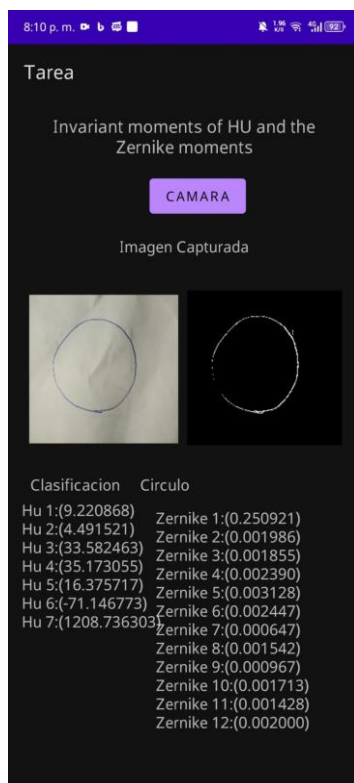 8:10 p. m.
1.96 K/S 4G 92
Tarea
Invariant moments of HU and the
Zernike moments
CAMARA
Imagen Capturada
Clasificacion Circulo
Hu 1:(9.220868)
Hu 2:(4.491521)
Hu 3:(33.582463)
Hu 4:(35.173055)
Hu 5:(16.375717)
Hu 6:(-71.146773)
Hu 7:(1208.736303)
Zernike 1:(0.250921)
Zernike 2:(0.001986)
Zernike 3:(0.001855)
Zernike 4:(0.002390)
Zernike 5:(0.003128)
Zernike 6:(0.002447)
Zernike 7:(0.000647)
Zernike 8:(0.001542)
Zernike 9:(0.000967)
Zernike 10:(0.001713)
Zernike 11:(0.001428)
Zernike 12:(0.002000)